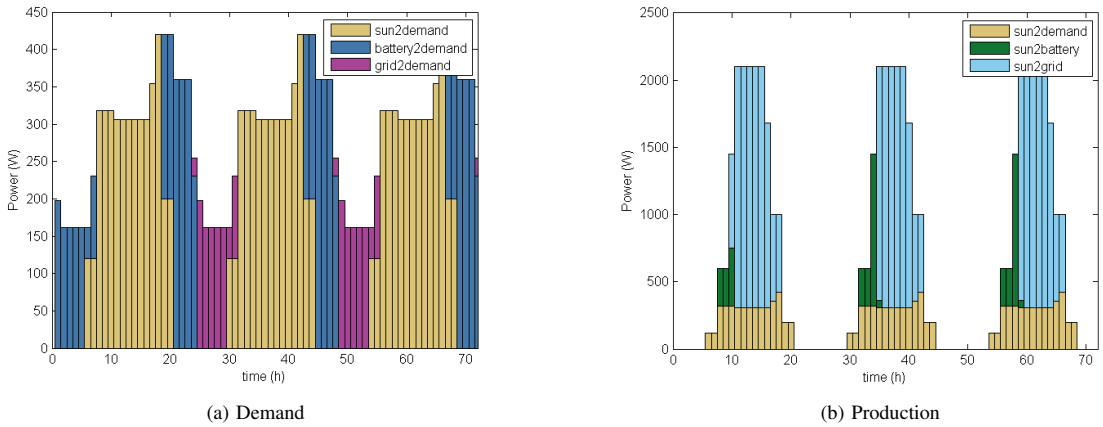 450
400
350
300
250
200
150
100
50
0
0 10 20 30 40 50 60 70
Power (W)
time (h)
sun2demand
battery2demand
grid2demand
(a) Demand
2500
2000
1500
1000
500
0
0 10 20 30 40 50 60 70
Power (W)
time (h)
sun2demand
sun2battery
sun2grid
(b) Production